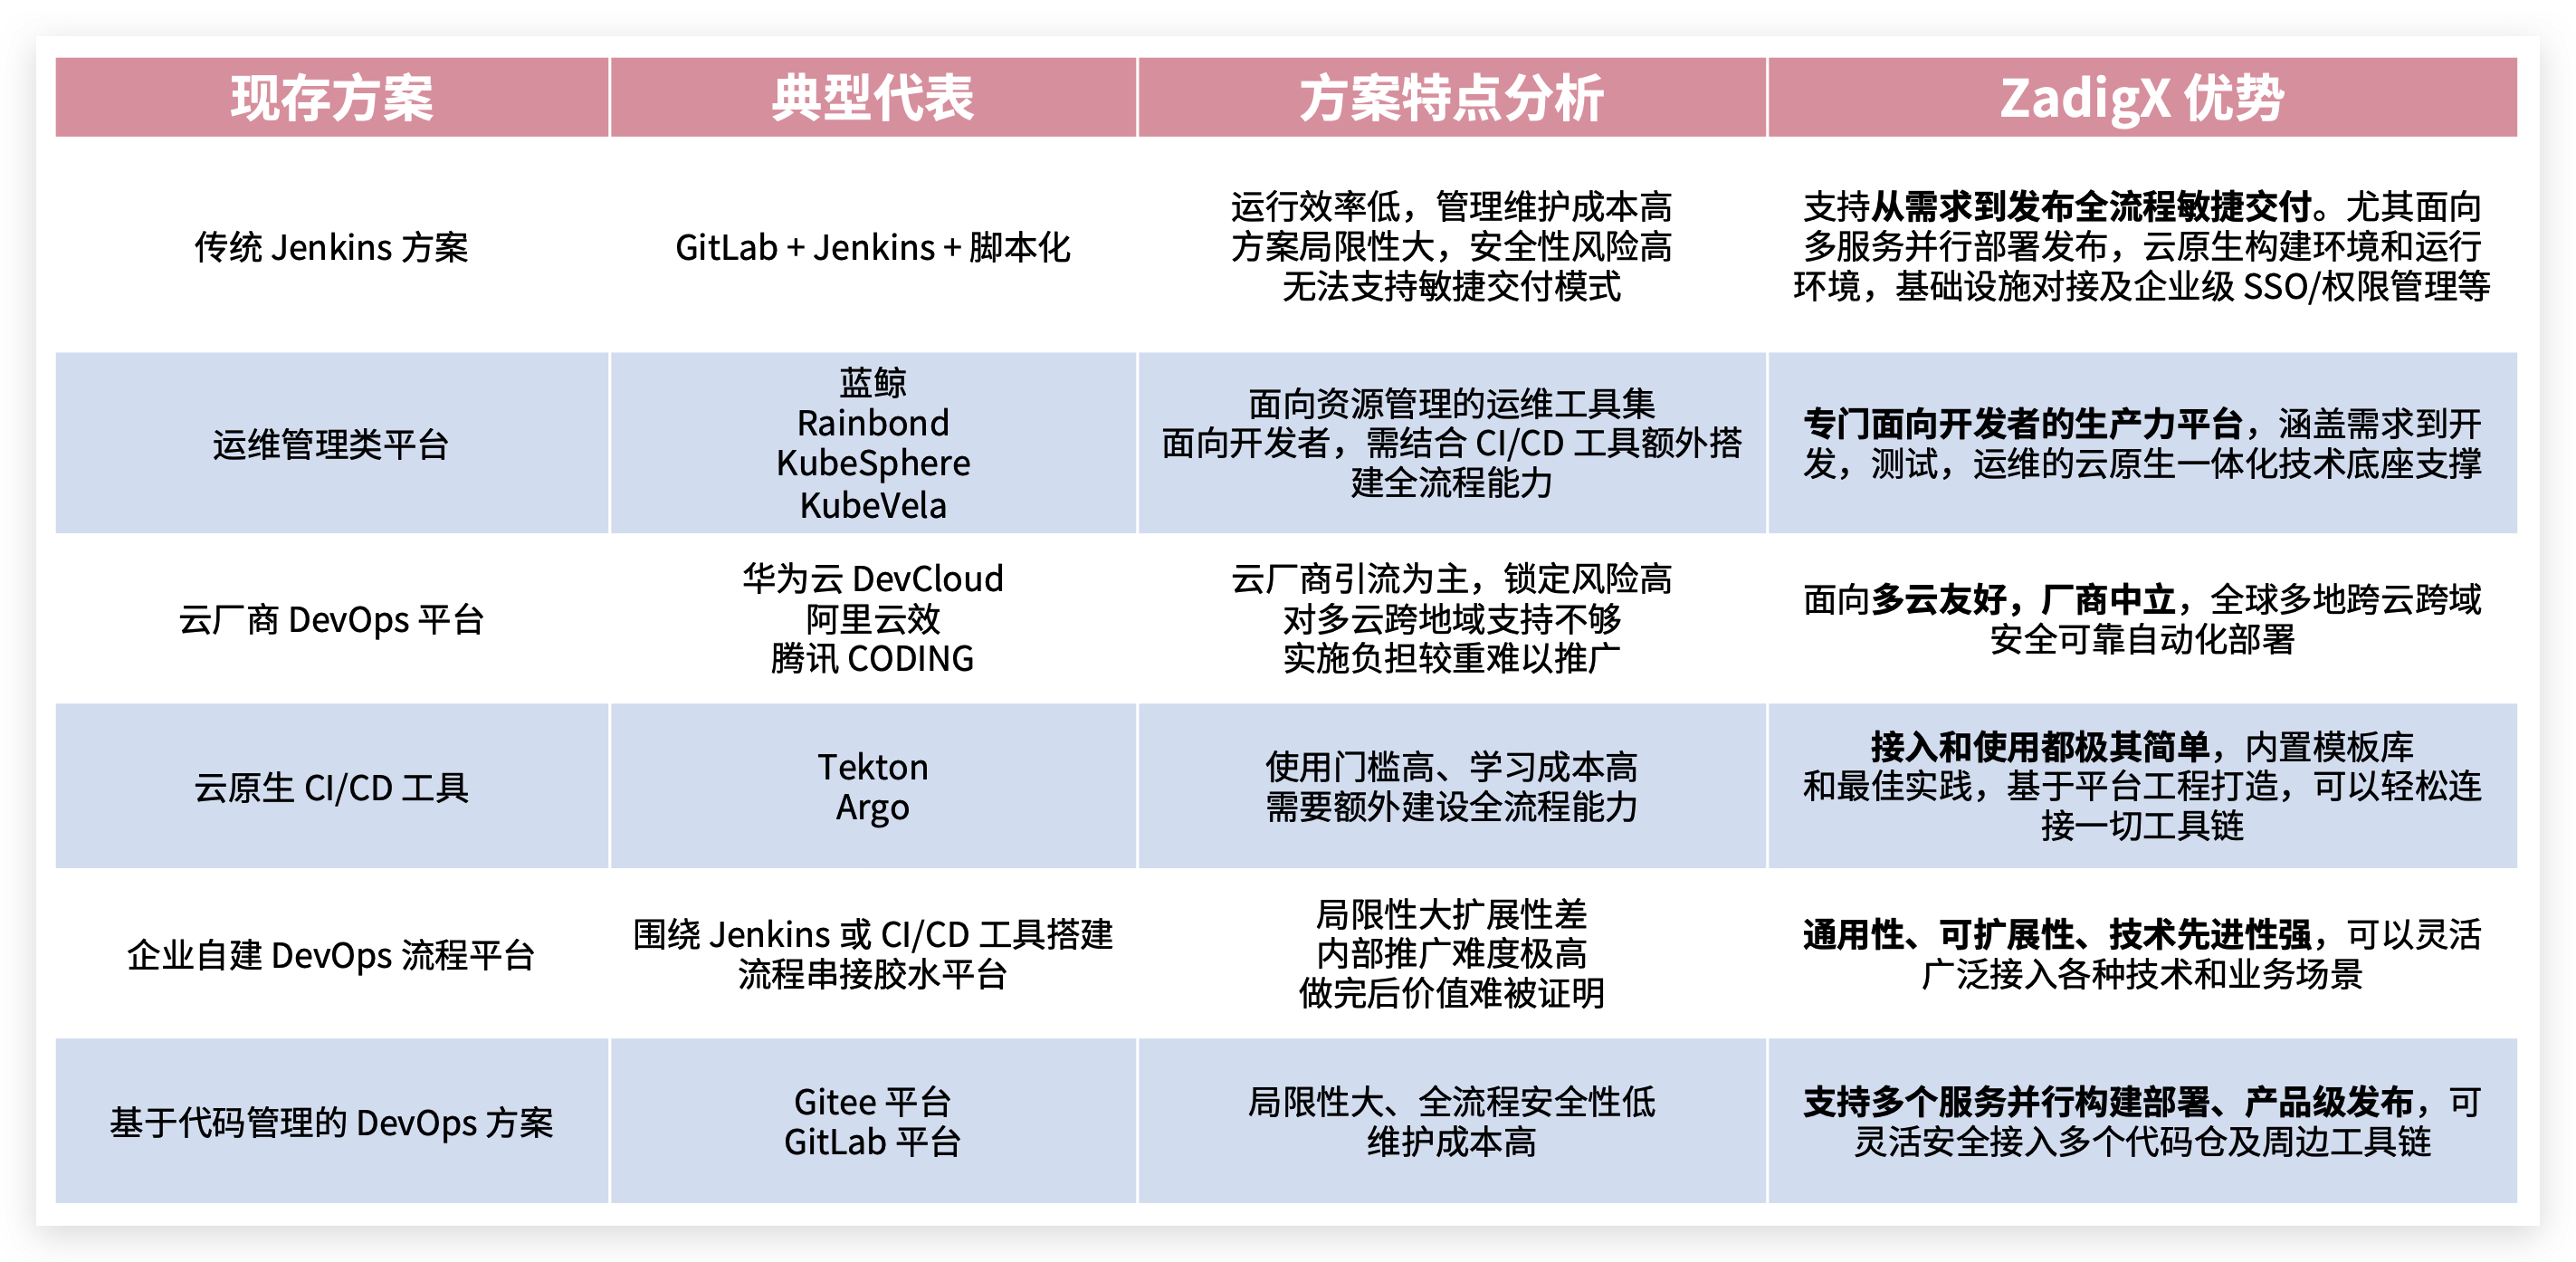 现存方案
典型代表
方案特点分析
ZadigX 优势
传统 Jenkins 方案
GitLab + Jenkins + 脚本化
运行效率低，管理维护成本高
方案局限性大，安全性风险高
无法支持敏捷交付模式
支持从需求到发布全流程敏捷交付。尤其面向
多服务并行部署发布，云原生构建环境和运行
环境，基础设施对接及企业级 SSO/权限管理等
运维管理类平台
蓝鲸
Rainbond
KubeSphere
KubeVela
面向资源管理的运维工具集
面向开发者，需结合 CI/CD 工具额外搭
建全流程能力
专门面向开发者的生产力平台，涵盖需求到开
发，测试，运维的云原生一体化技术底座支撑
云厂商 DevOps 平台
华为云 DevCloud
阿里云效
腾讯 CODING
云厂商引流为主，锁定风险高
对多云跨地域支持不够
实施负担较重难以推广
面向多云友好，厂商中立，全球多地跨云跨域
安全可靠自动化部署
云原生 CI/CD 工具
Tekton
Argo
使用门槛高、学习成本高
需要额外建设全流程能力
接入和使用都极其简单，内置模板库
和最佳实践，基于平台工程打造，可以轻松连
接一切工具链
企业自建 DevOps 流程平台
围绕 Jenkins 或 CI/CD 工具搭建
流程串接胶水平台
局限性大扩展性差
内部推广难度极高
做完后价值难被证明
通用性、可扩展性、技术先进性强，可以灵活
广泛接入各种技术和业务场景
基于代码管理的 DevOps 方案
Gitee 平台
GitLab 平台
局限性大、全流程安全性低
维护成本高
支持多个服务并行构建部署、产品级发布，可
灵活安全接入多个代码仓及周边工具链